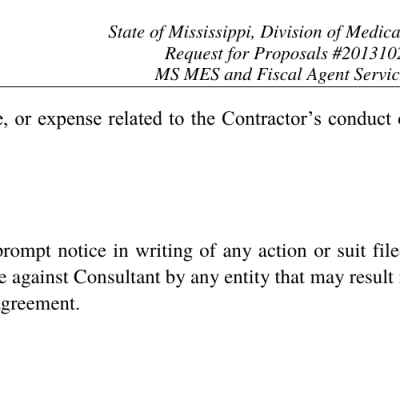 State of Mississippi, Division of Medica
Request for Proposals #201310
MS MES and Fiscal Agent Servic
, or expense related to the Contractor's conduct
prompt notice in writing of any action or suit file
e against Consultant by any entity that may result
greement.